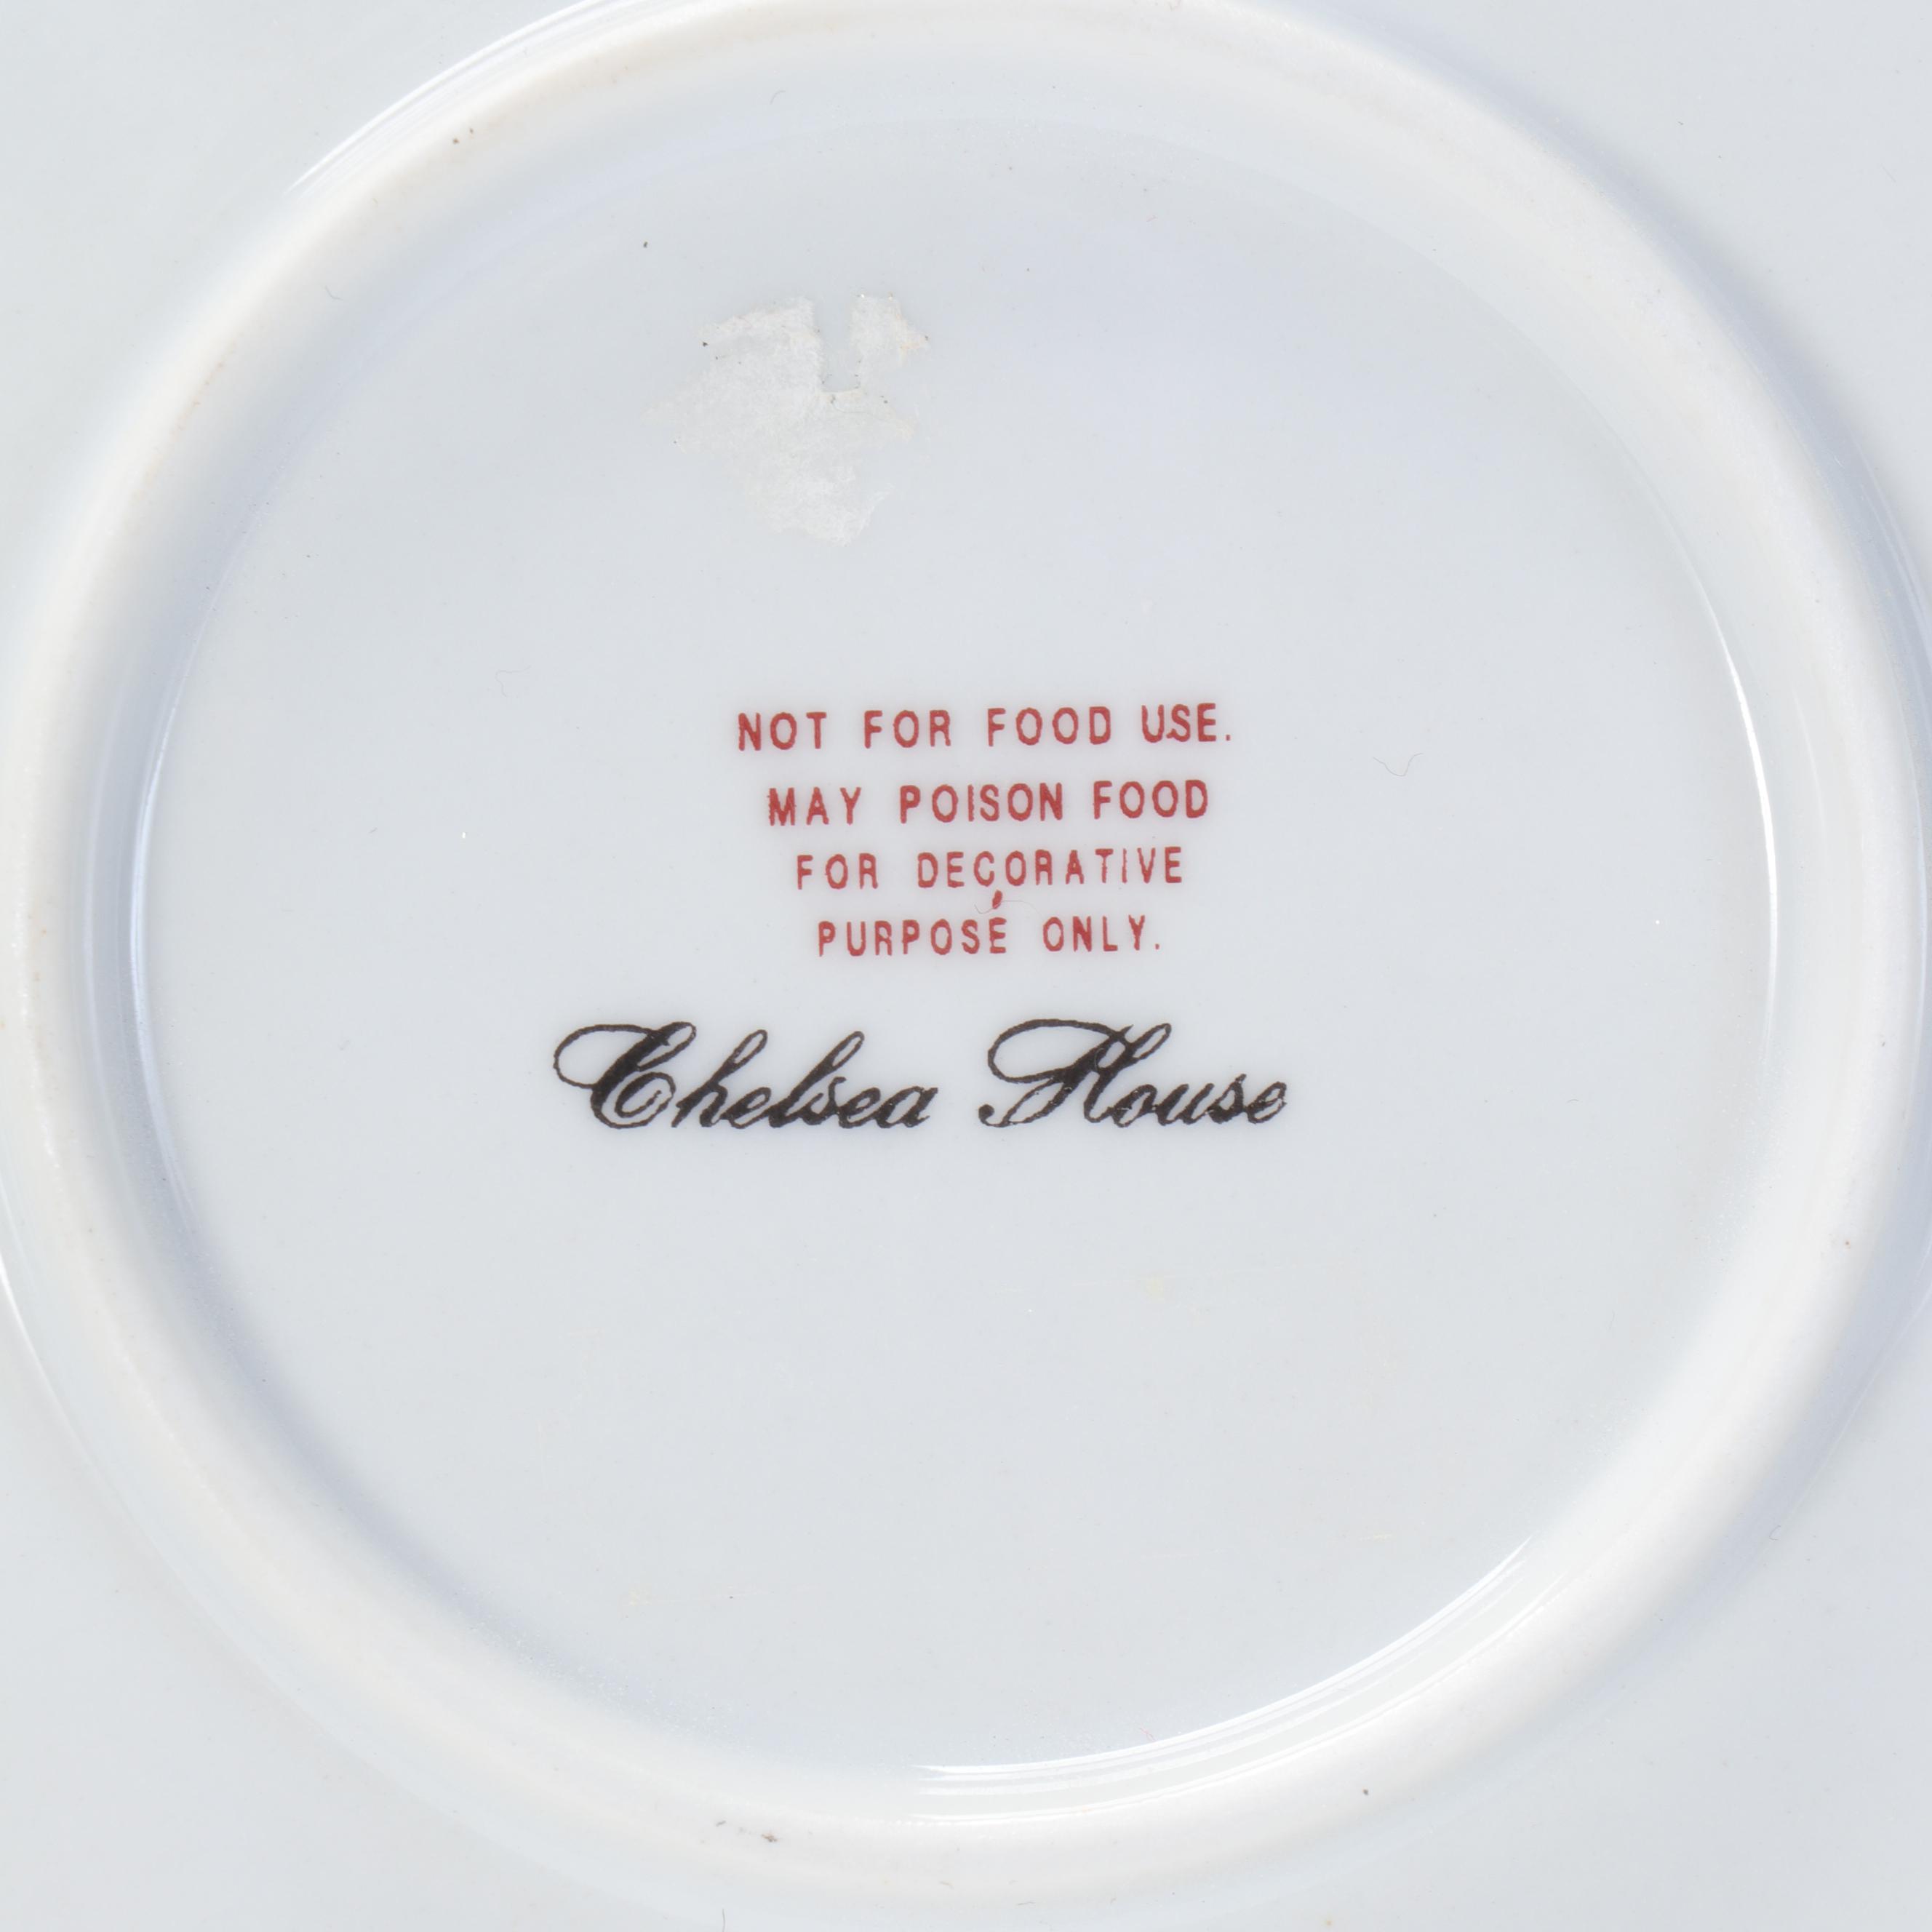 NOT FOR FOOD USE.
MAY POISON FOOD
FOR DECORATIVE
PURPOSE ONLY.
Chelsea House